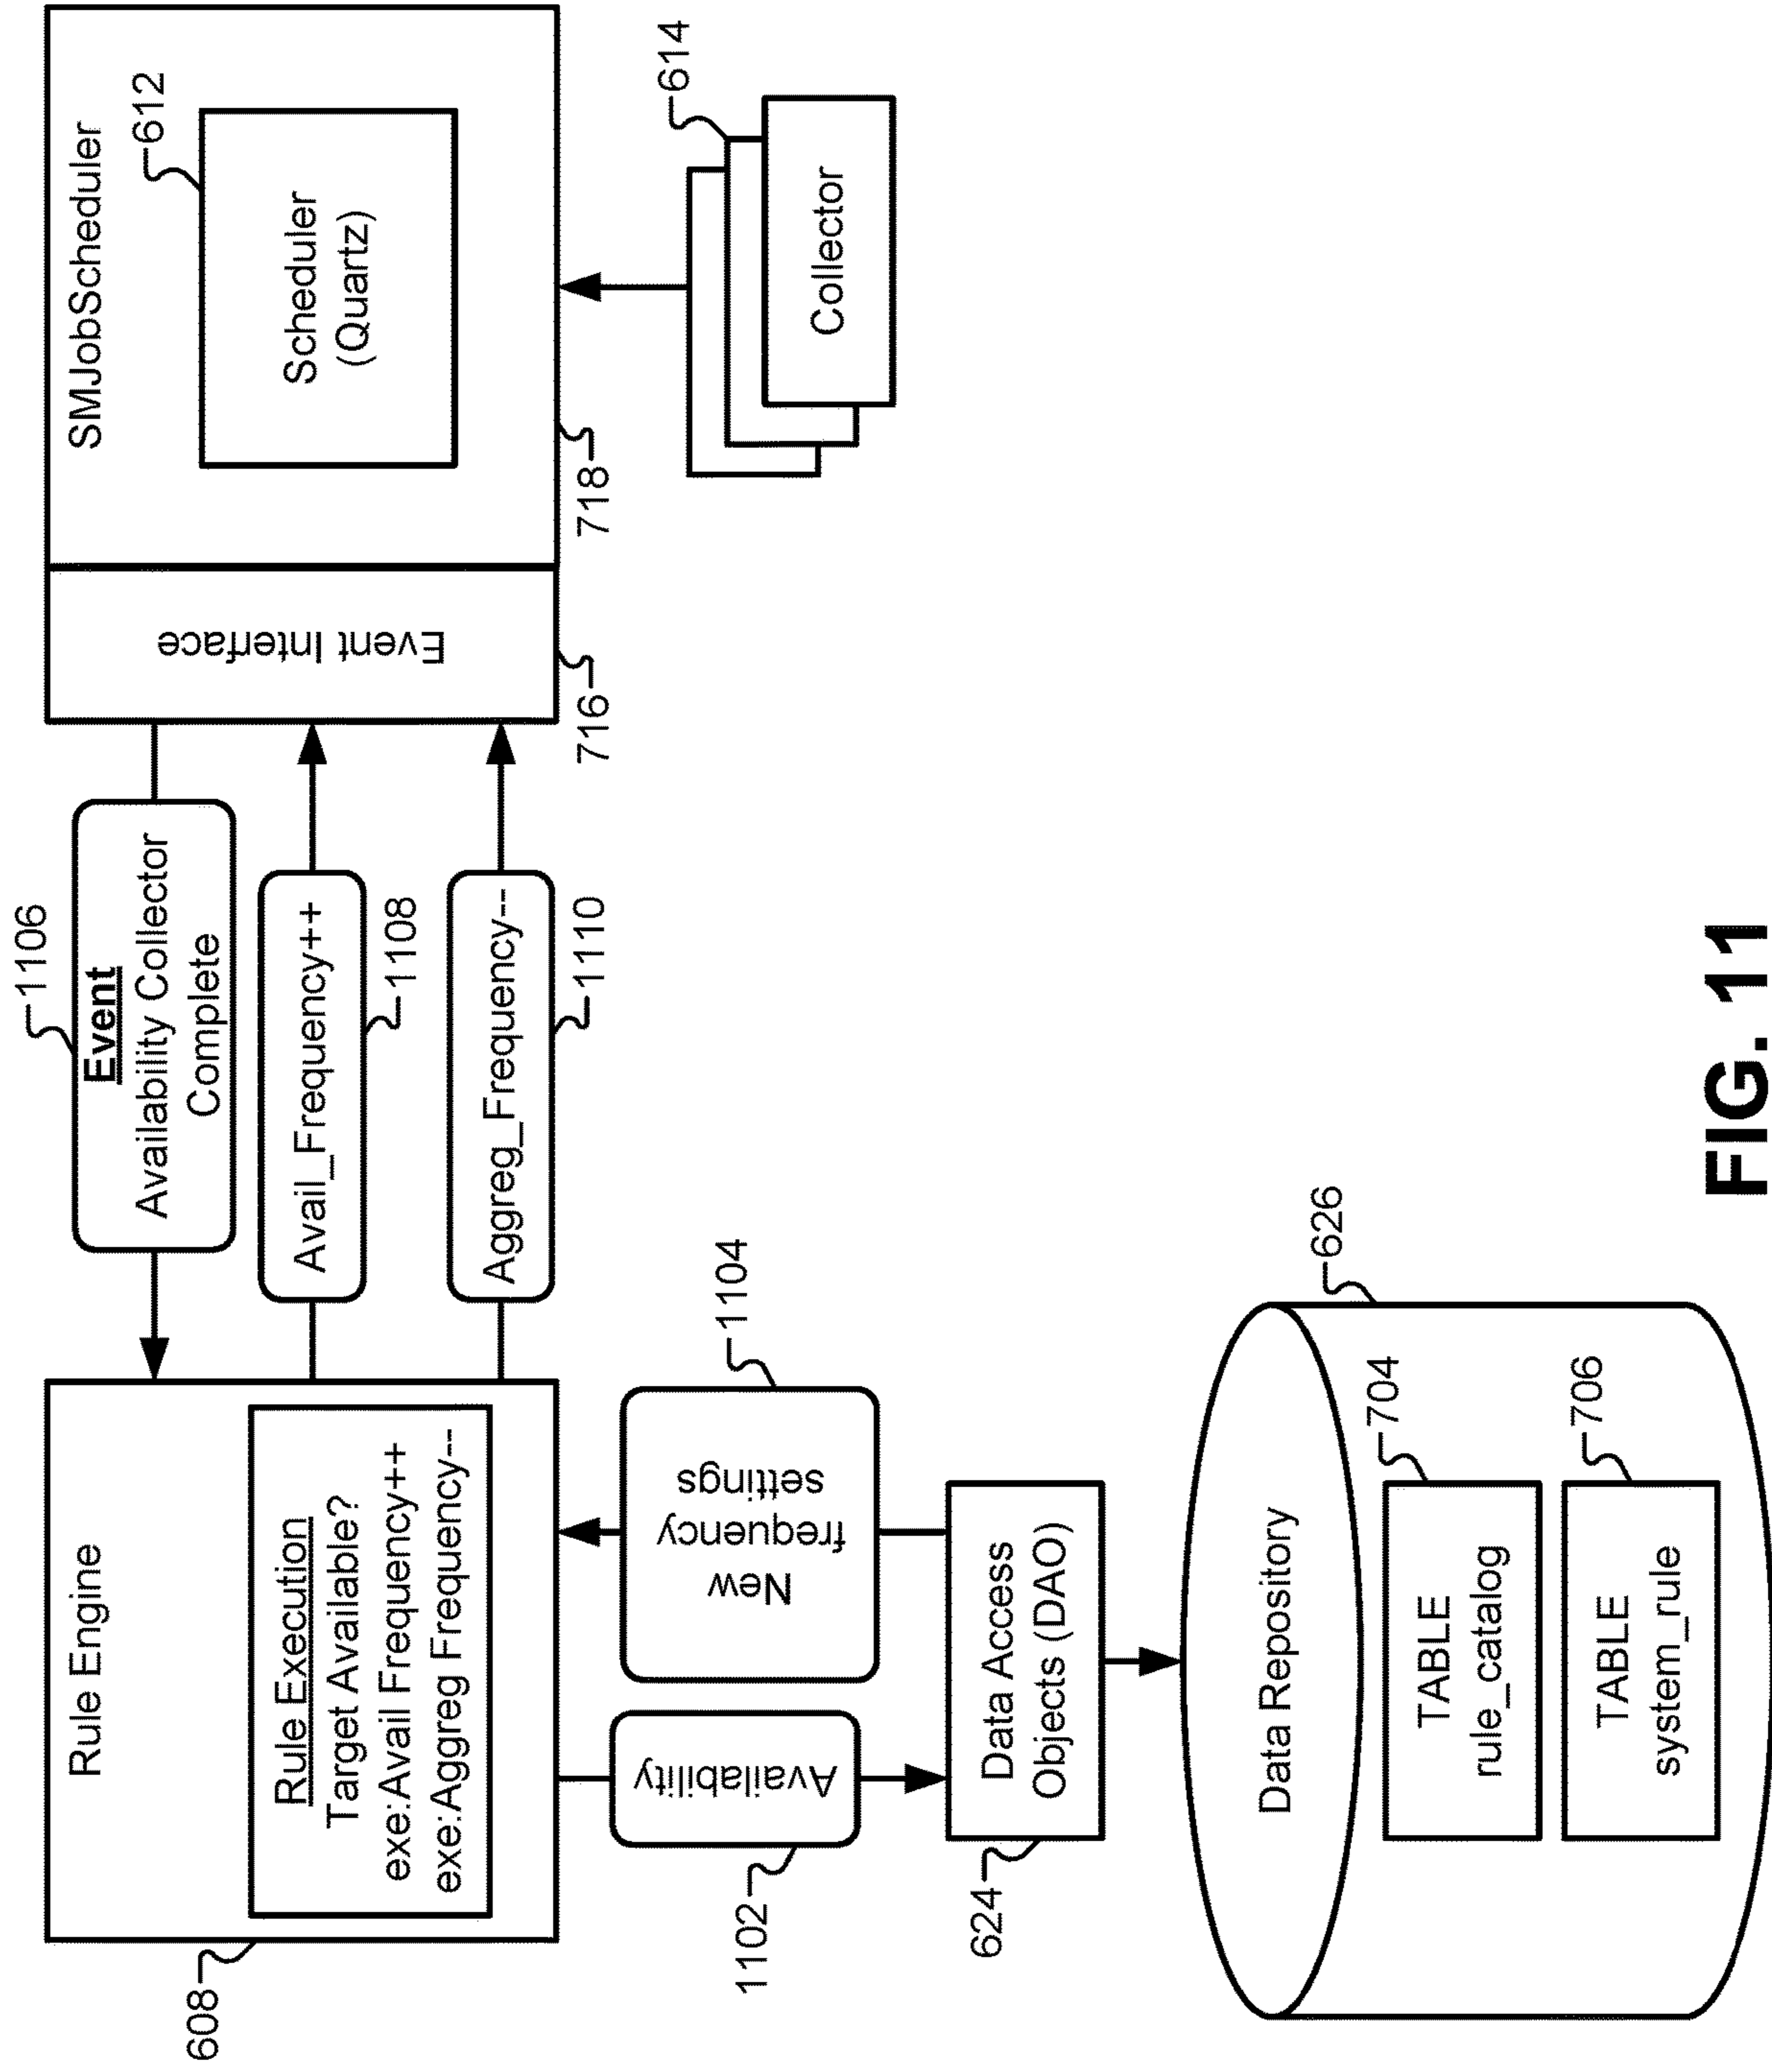 608
Rule Engine
Rule Execution
Target Available?
exe:Avail Frequency++
exe:Aggreg Frequency--
1106
Event
Availability Collector
Complete
Avail_Frequency++
1108
Aggreg_Frequency--
1110
Event Interface
716
SMJobScheduler
718
612
Scheduler
(Quartz)
614
Collector
1102
Availability
New
frequency
settings
1104
624
Data Access
Objects (DAO)
626
Data Repository
TABLE
rule_catalog
704
TABLE
system_rule
706
FIG. 11